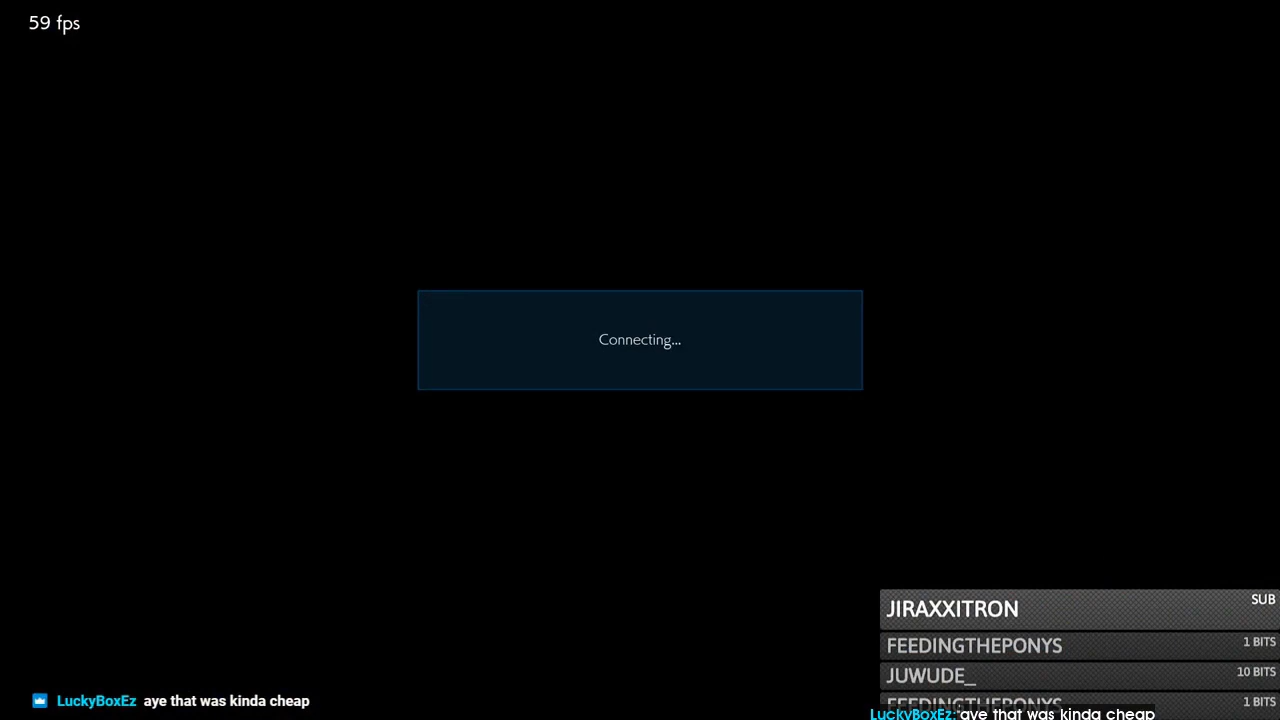 59 fps
Connecting...
JIRAXXITRON SUB
FEEDINGTHEPONYS 1 BITS
JUWUDE_ 10 BITS
FEEDINGTHEPONYS 1 BITS
LuckyBoxEz aye that was kinda cheap
LuckyBoxEz: aye that was kinda cheap